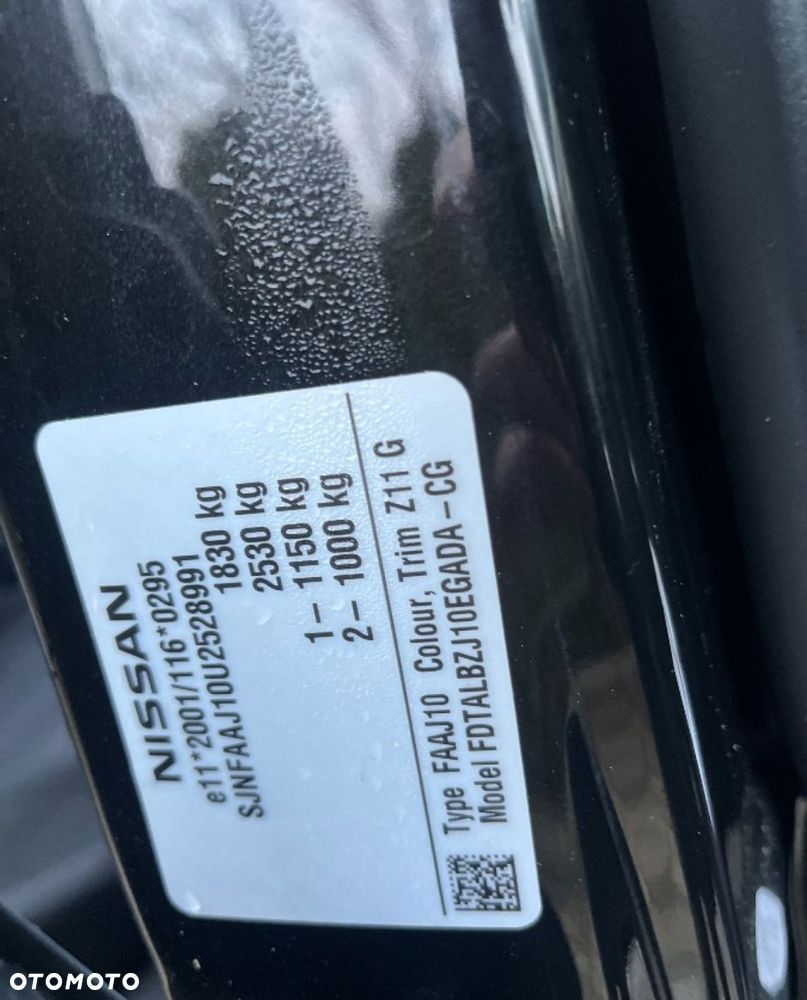 NISSAN
e11*2001/116*0295
SJNFAAJ10U2528991
1830 kg
2530 kg
1– 1150 kg
2– 1000 kg
Type FAAJ10 Colour, Trim Z11 G
Model FDTALBZJ10EGADA–CG
OTOMOTO